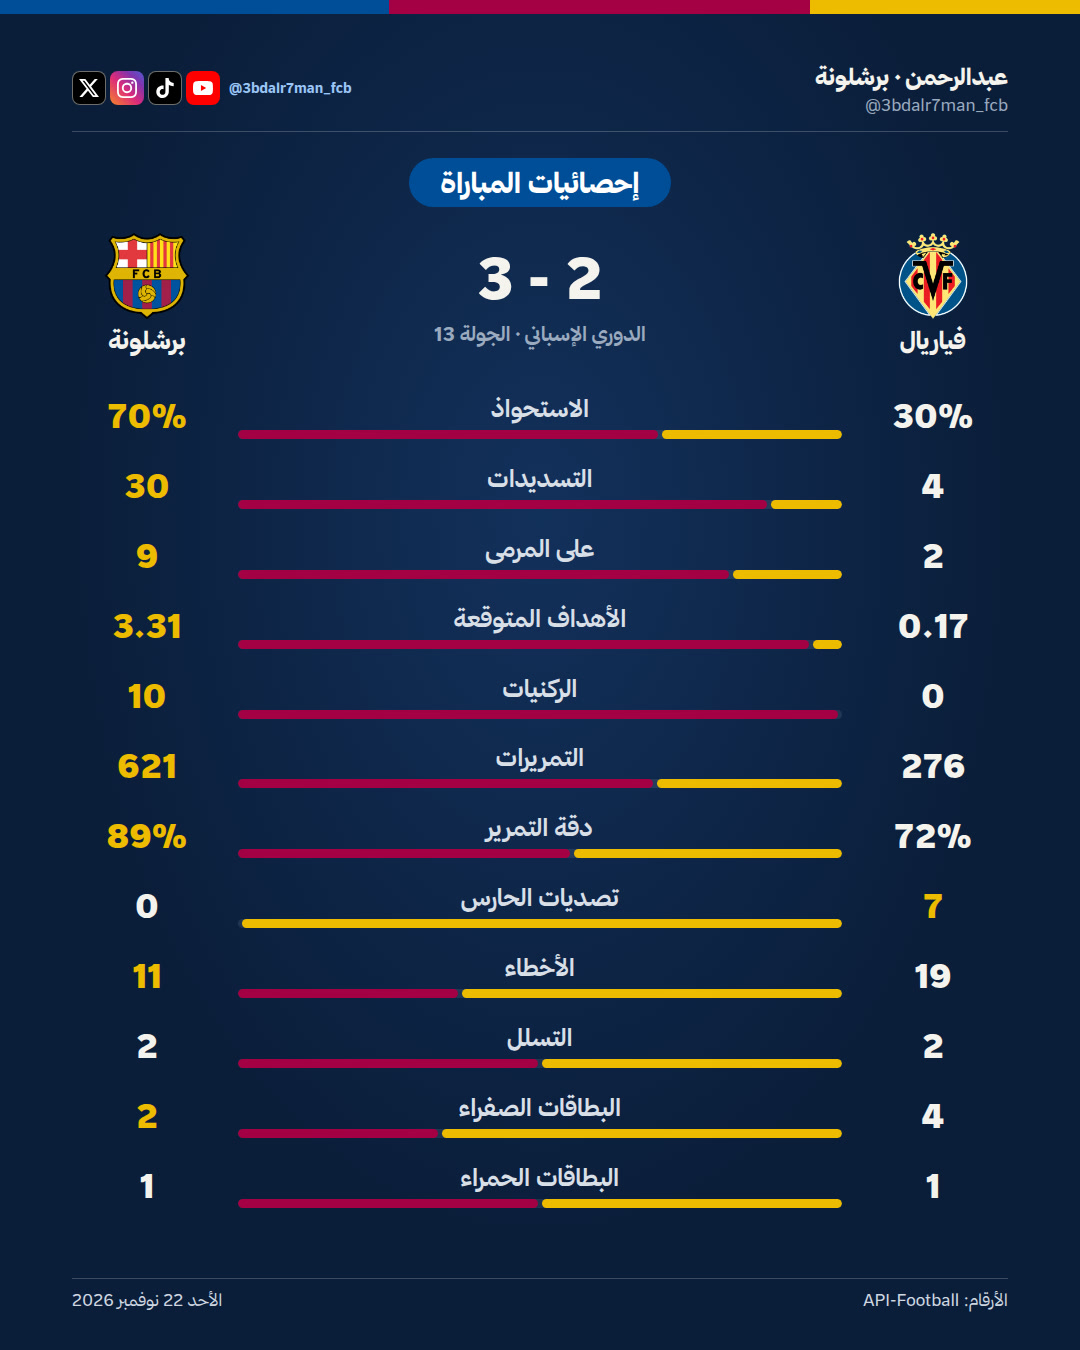 عبدالرحمن · برشلونة
@3bdalr7man_fcb
@3bdalr7man_fcb
إحصائيات المباراة
FCB
CVF
3 - 2
فياريال
الدوري الإسباني · الجولة 13
برشلونة
30% الاستحواذ 70%
4 التسديدات 30
2 على المرمى 9
0.17 الأهداف المتوقعة 3.31
0 الركنيات 10
276 التمريرات 621
72% دقة التمرير 89%
7 تصديات الحارس 0
19 الأخطاء 11
2 التسلل 2
4 البطاقات الصفراء 2
1 البطاقات الحمراء 1
الأرقام: API-Football
الأحد 22 نوفمبر 2026